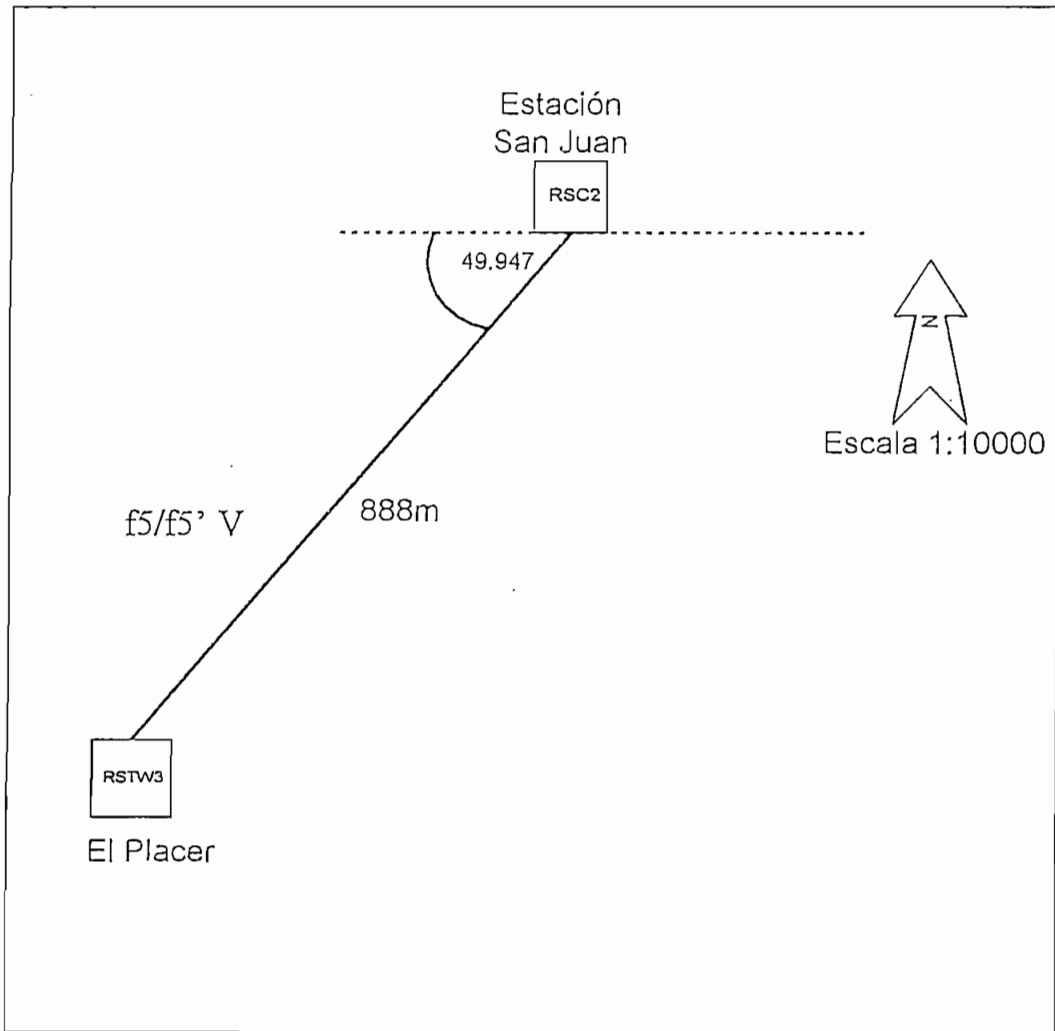 Estación
San Juan
RSC2
49.947
N
Escala 1:10000
f5/f5' V
888m
RSTW3
El Placer